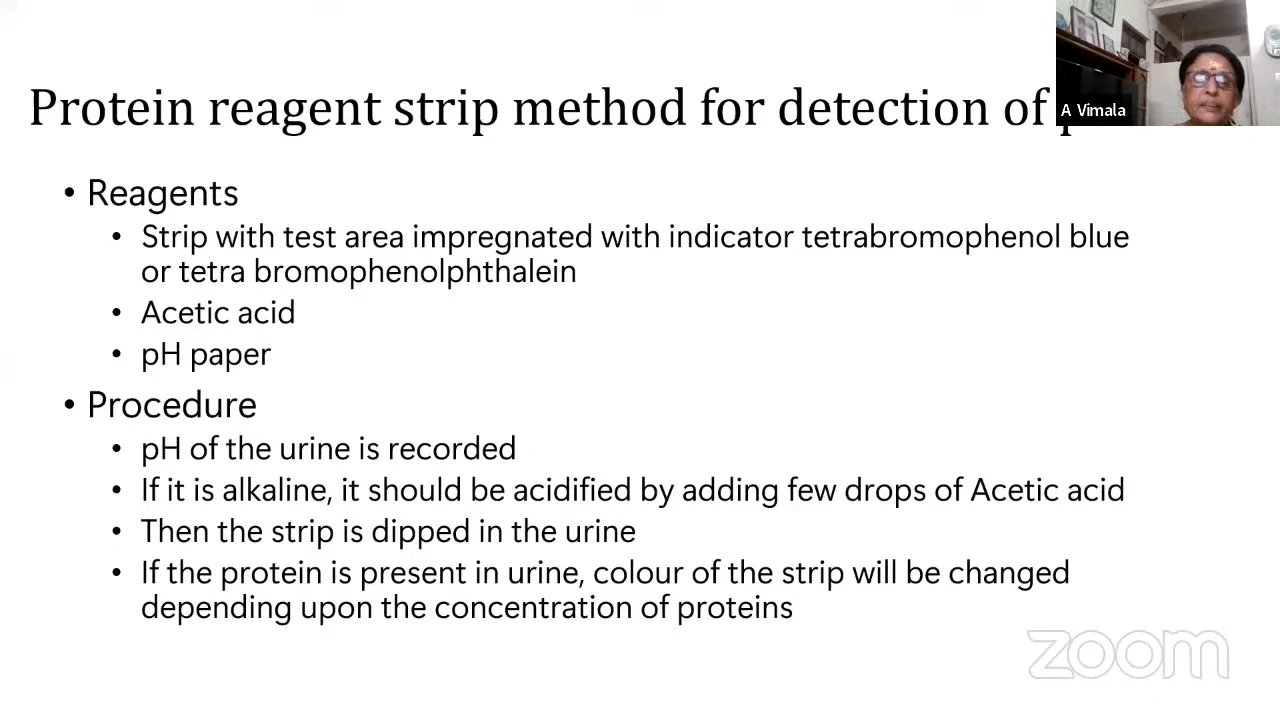 Protein reagent strip method for detection of
A Vimala
• Reagents
• Strip with test area impregnated with indicator tetrabromophenol blue
or tetra bromophenolphthalein
• Acetic acid
• pH paper
• Procedure
• pH of the urine is recorded
• If it is alkaline, it should be acidified by adding few drops of Acetic acid
• Then the strip is dipped in the urine
• If the protein is present in urine, colour of the strip will be changed
depending upon the concentration of proteins
zoom